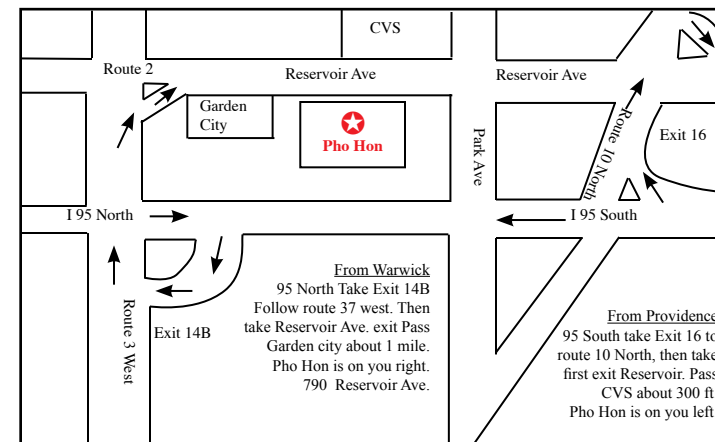 CVS
Route 2
Reservoir Ave
Reservoir Ave
Garden
City
Pho Hon
Park Ave
Route 10 North
Exit 16
I 95 North
I 95 South
Route 3 West
Exit 14B
From Warwick
95 North Take Exit 14B
Follow route 37 west. Then
take Reservoir Ave. exit Pass
Garden city about 1 mile.
Pho Hon is on you right.
790 Reservoir Ave.
From Providence
95 South take Exit 16 to
route 10 North, then take
first exit Reservoir. Pass
CVS about 300 ft
Pho Hon is on you left